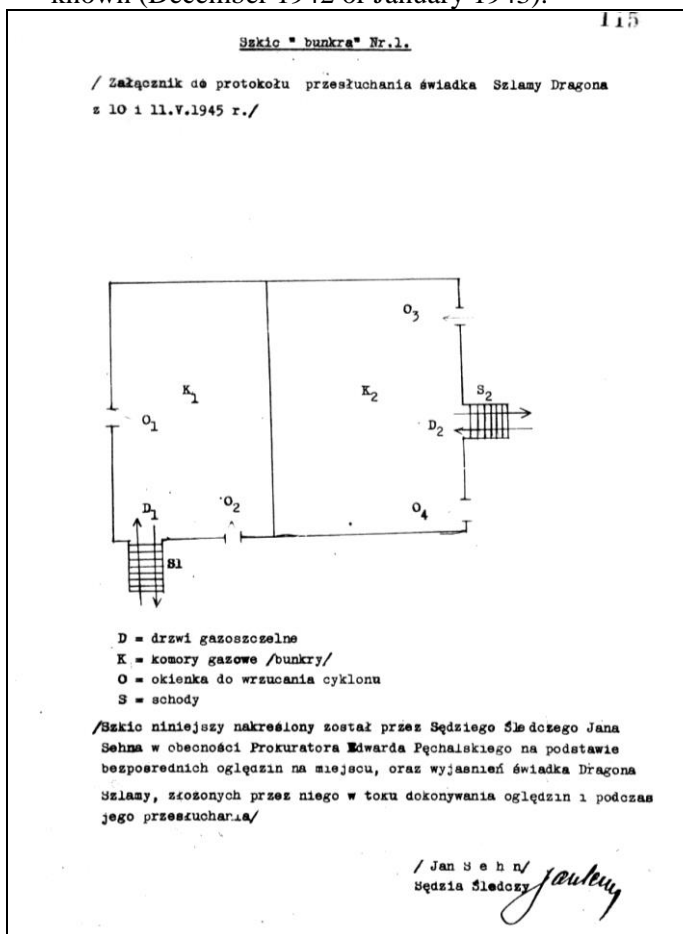 known (December 1942 or January 1943).
115
Szkic " bunkra" Nr.1.
/ Załącznik do protokołu przesłuchania świadka Szlamy Dragona
z 10 i 11.V.1945 r./
O3
K1
K2
S2
O1
D2
D1
O2
O4
S1
D = drzwi gazoszczelne
K = komory gazowe /bunkry/
O = okienka do wrzucania cyklonu
S = schody
/Szkic niniejszy nakreślony został przez Sędziego Śledczego Jana
Sehna w obecności Prokuratora Edwarda Pęchalskiego na podstawie
bezposrednich oględzin na miejscu, oraz wyjasnień świadka Dragona
Szlamy, złożonych przez niego w toku dokonywania oględzin i podczas
jego przesłuchania/
/ Jan S e h n/
Sędzia Śledczy